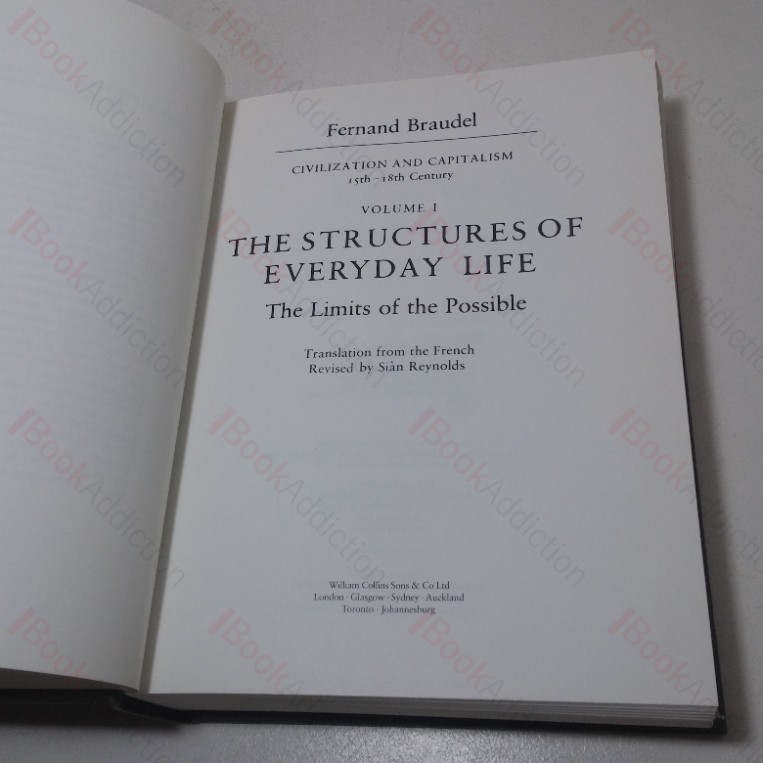 Fernand Braudel
CIVILIZATION AND CAPITALISM
15th–18th Century
VOLUME I
THE STRUCTURES OF
EVERYDAY LIFE
The Limits of the Possible
Translation from the French
Revised by Siân Reynolds
William Collins Sons & Co Ltd
London · Glasgow · Sydney · Auckland
Toronto · Johannesburg
BookAddiction